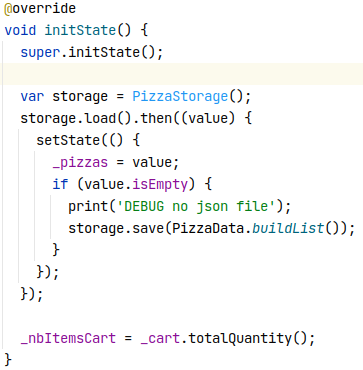 @override
void initState() {
super.initState();
var storage = PizzaStorage();
storage.load().then((value) {
setState(() {
_pizzas = value;
if (value.isEmpty) {
print('DEBUG no json file');
storage.save(PizzaData.buildList());
}
});
});
_nbItemsCart = _cart.totalQuantity();
}